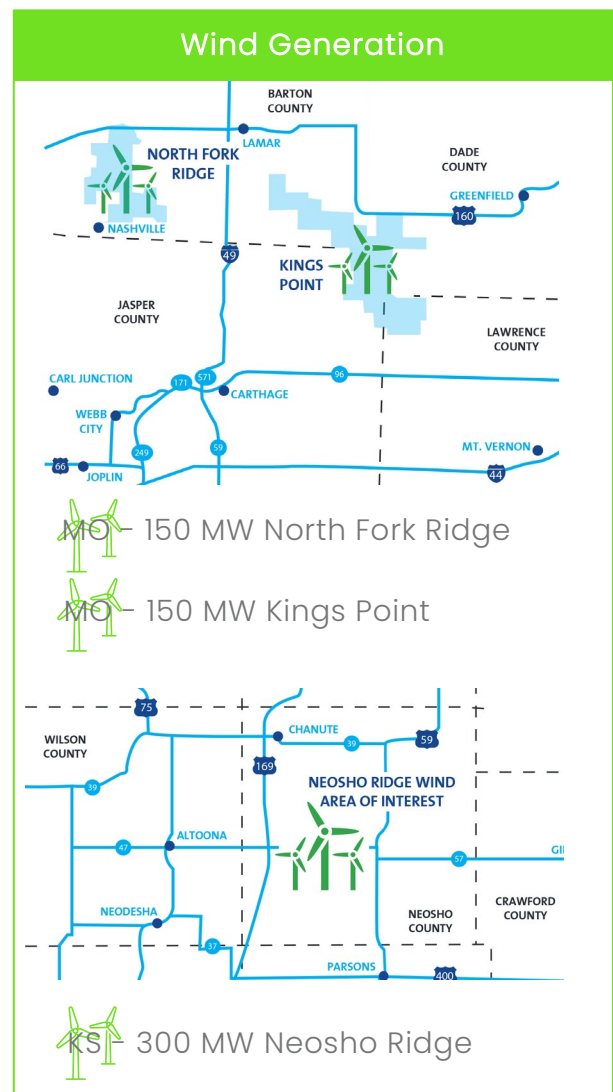 Wind Generation
BARTON
COUNTY
LAMAR
NORTH FORK
RIDGE
DADE
COUNTY
GREENFIELD
160
NASHVILLE
49
KINGS
POINT
JASPER
COUNTY
LAWRENCE
COUNTY
CARL JUNCTION
171
571
96
CARTHAGE
WEBB
CITY
249
59
MT. VERNON
66
JOPLIN
44
MO - 150 MW North Fork Ridge
MO - 150 MW Kings Point
75
WILSON
COUNTY
CHANUTE
39
59
169
39
NEOSHO RIDGE WIND
AREA OF INTEREST
ALTOONA
47
57
GI
NEODESHA
NEOSHO
COUNTY
CRAWFORD
COUNTY
37
PARSONS
400
KS - 300 MW Neosho Ridge